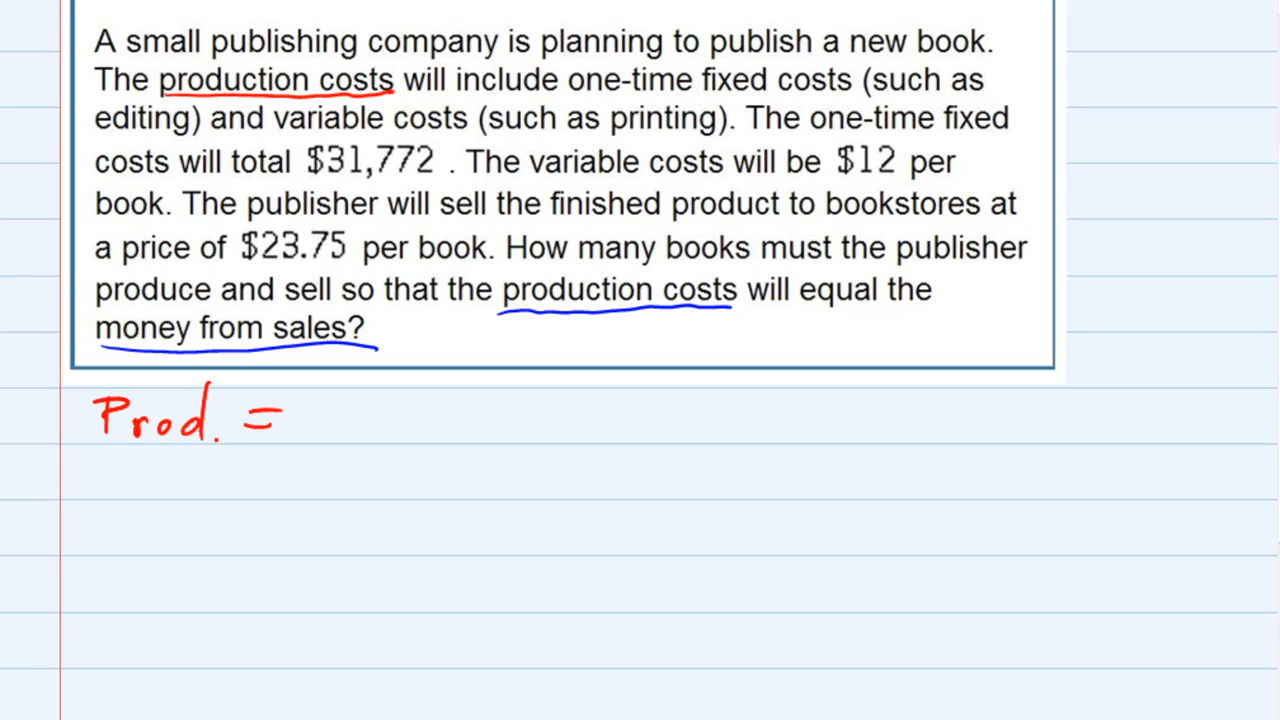 A small publishing company is planning to publish a new book.
The production costs will include one-time fixed costs (such as
editing) and variable costs (such as printing). The one-time fixed
costs will total $31,772 . The variable costs will be $12 per
book. The publisher will sell the finished product to bookstores at
a price of $23.75 per book. How many books must the publisher
produce and sell so that the production costs will equal the
money from sales?
Prod. =